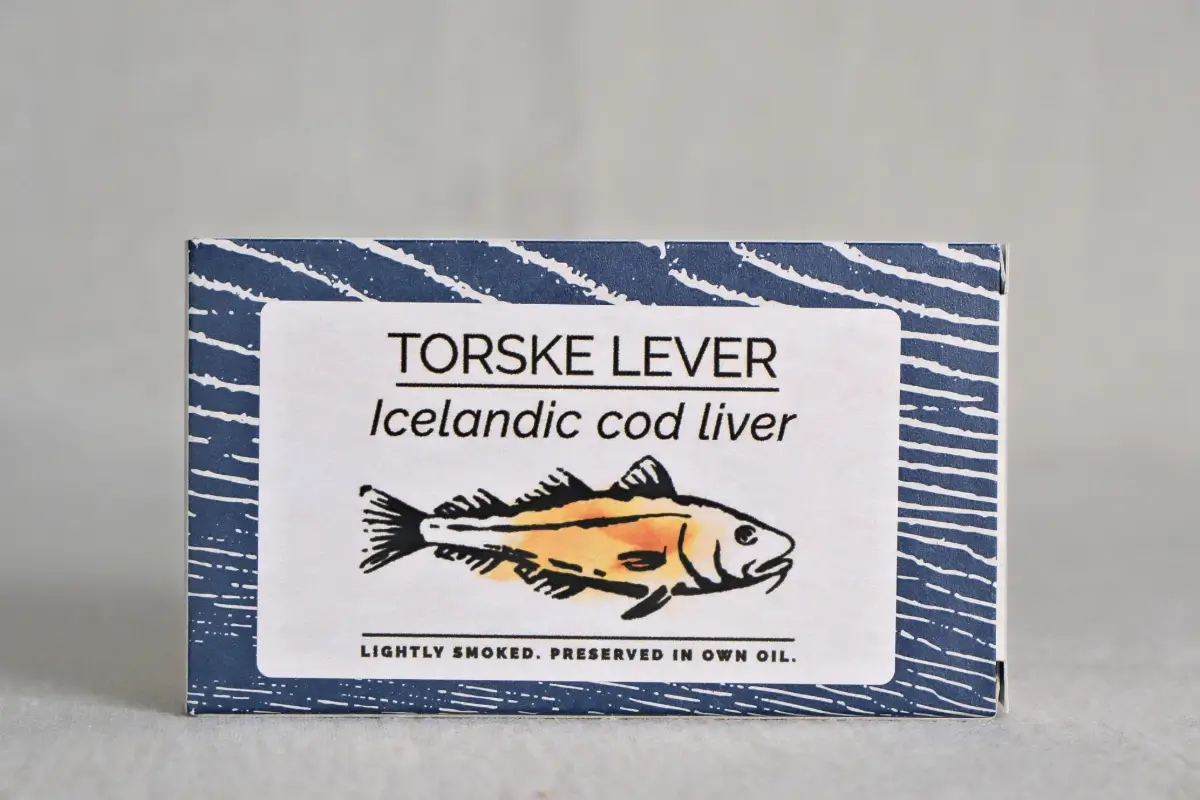 TORSKE LEVER
Icelandic cod liver
LIGHTLY SMOKED. PRESERVED IN OWN OIL.